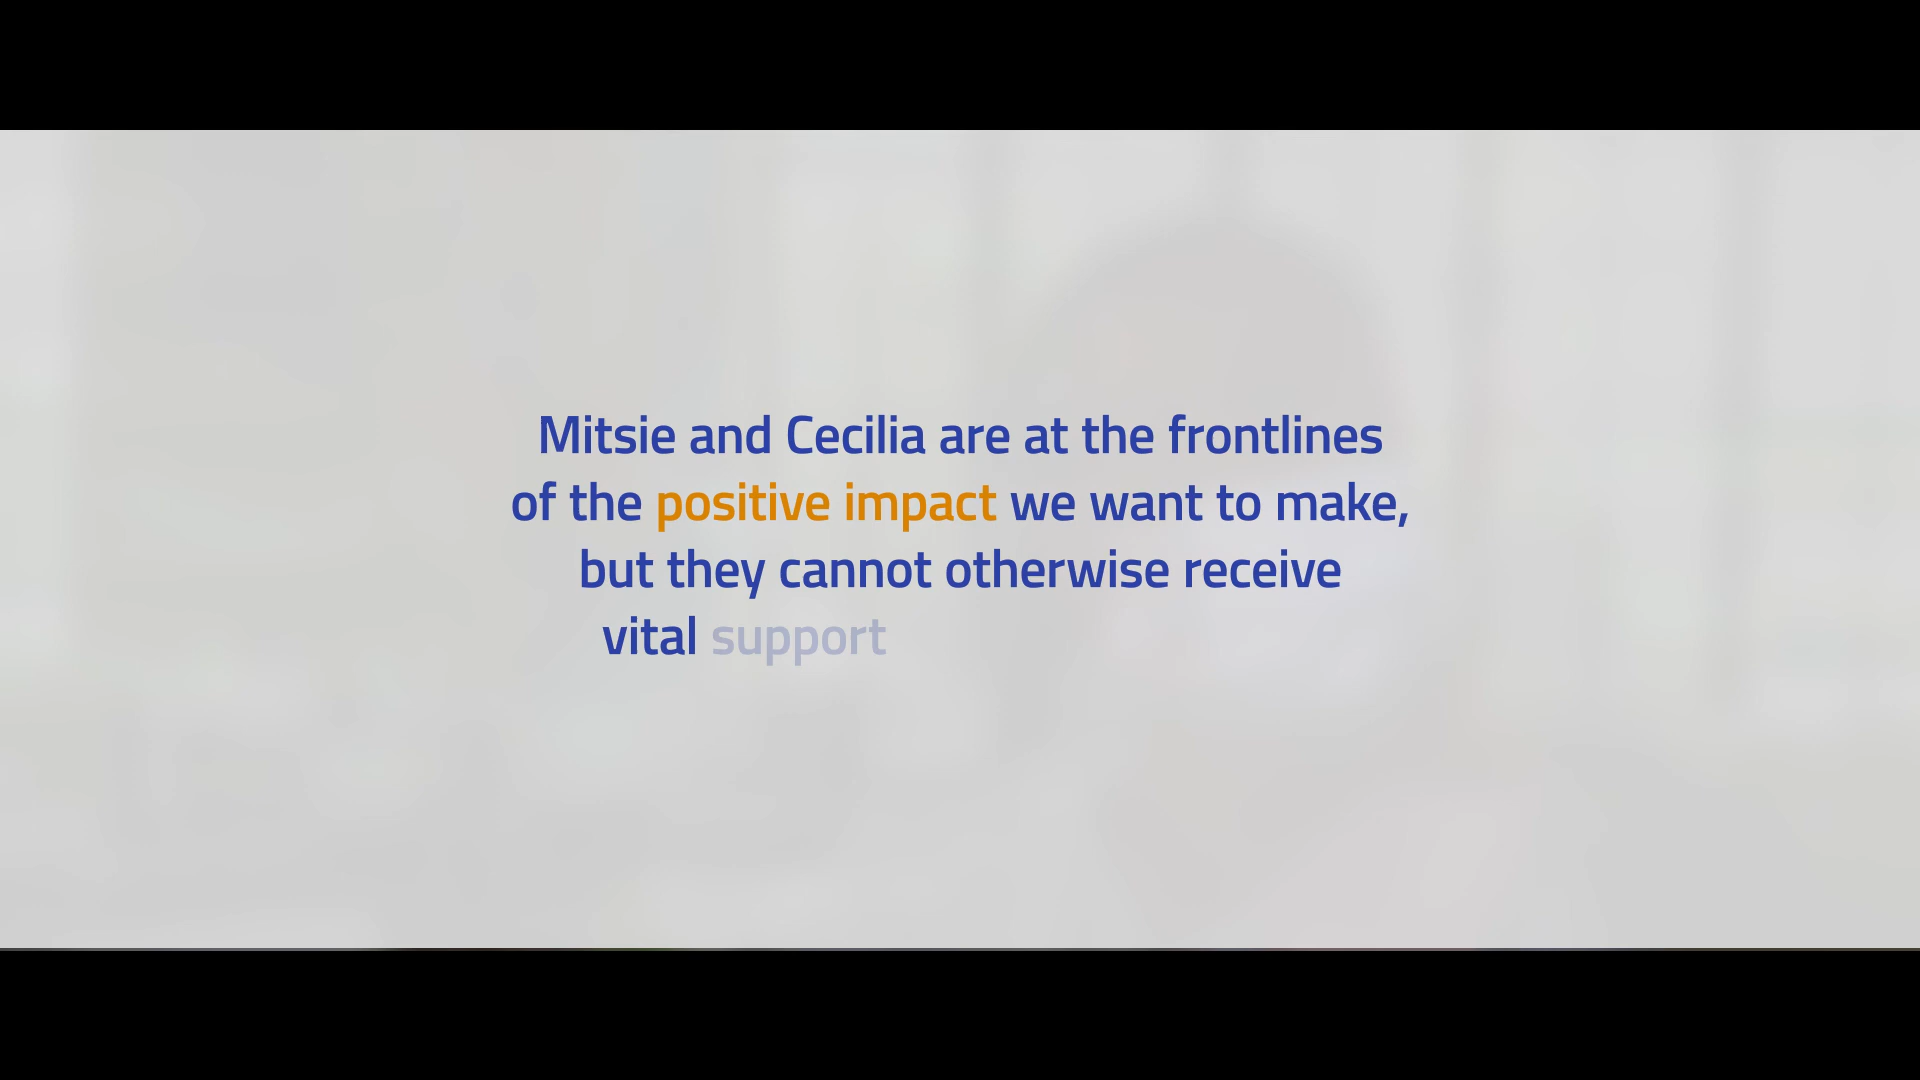 Mitsie and Cecilia are at the frontlines
of the positive impact we want to make,
but they cannot otherwise receive
vital support